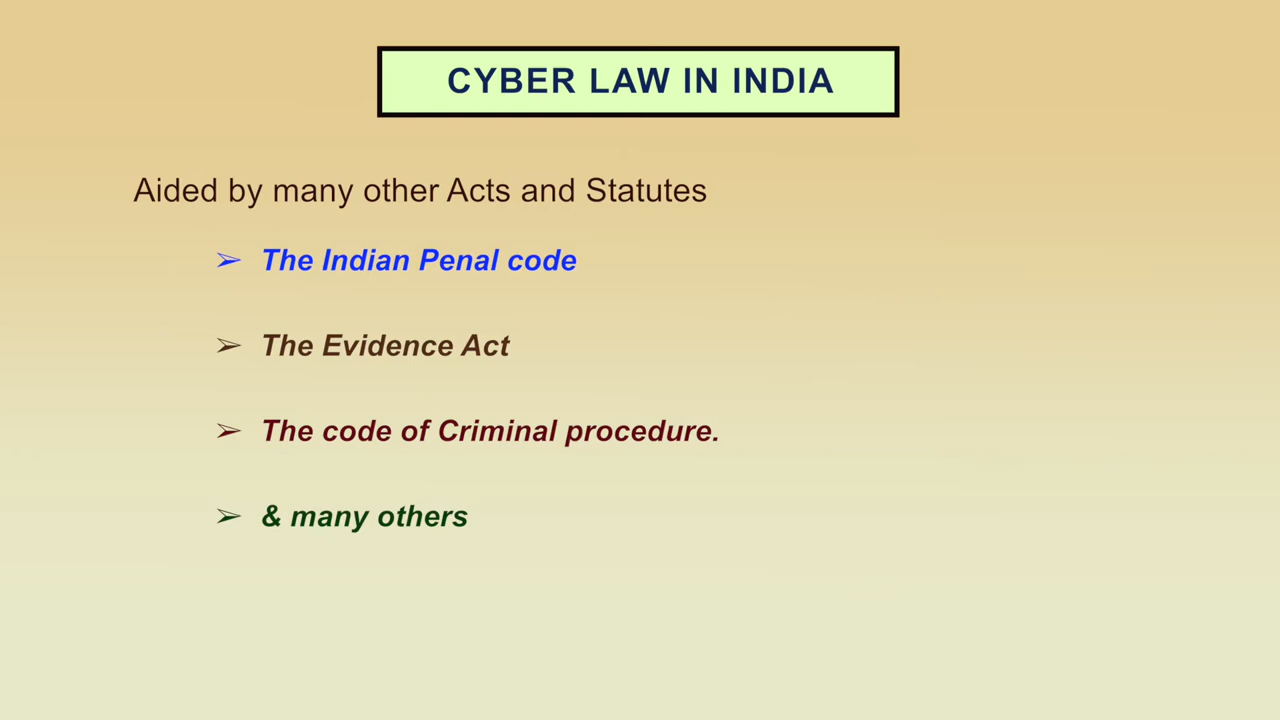 CYBER LAW IN INDIA
Aided by many other Acts and Statutes
➢ The Indian Penal code
➢ The Evidence Act
➢ The code of Criminal procedure.
➢ & many others